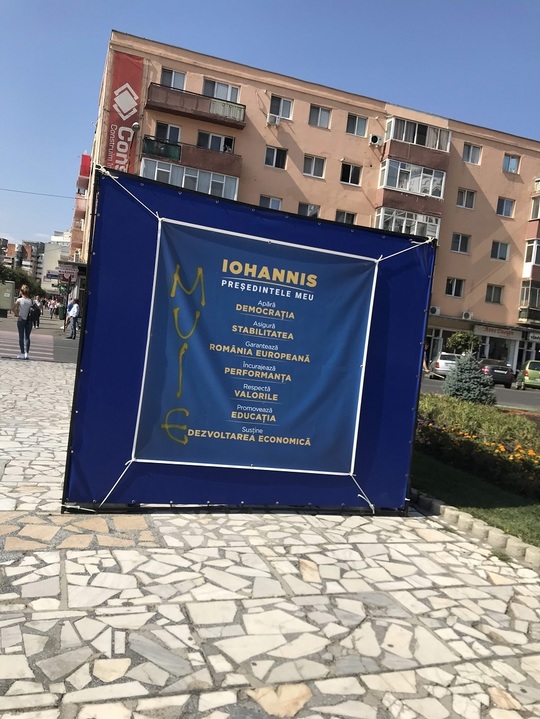 Cons
IOHANNIS
PREȘEDINTELE MEU
Apără
DEMOCRAȚIA
Asigură
STABILITATEA
Garantează
ROMÂNIA EUROPEANĂ
Încurajează
PERFORMANȚA
Respectă
VALORILE
Promovează
EDUCAȚIA
Susține
DEZVOLTAREA ECONOMICĂ
MUIE